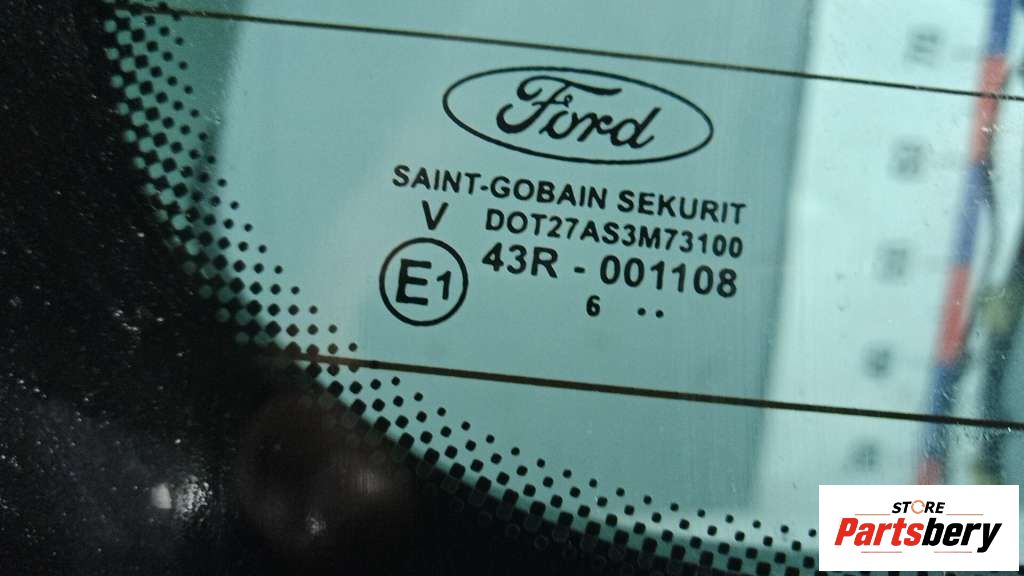 Ford
SAINT-GOBAIN SEKURIT
V DOT27AS3M73100
E1 43R - 001108
6 ..
STORE
Partsbery